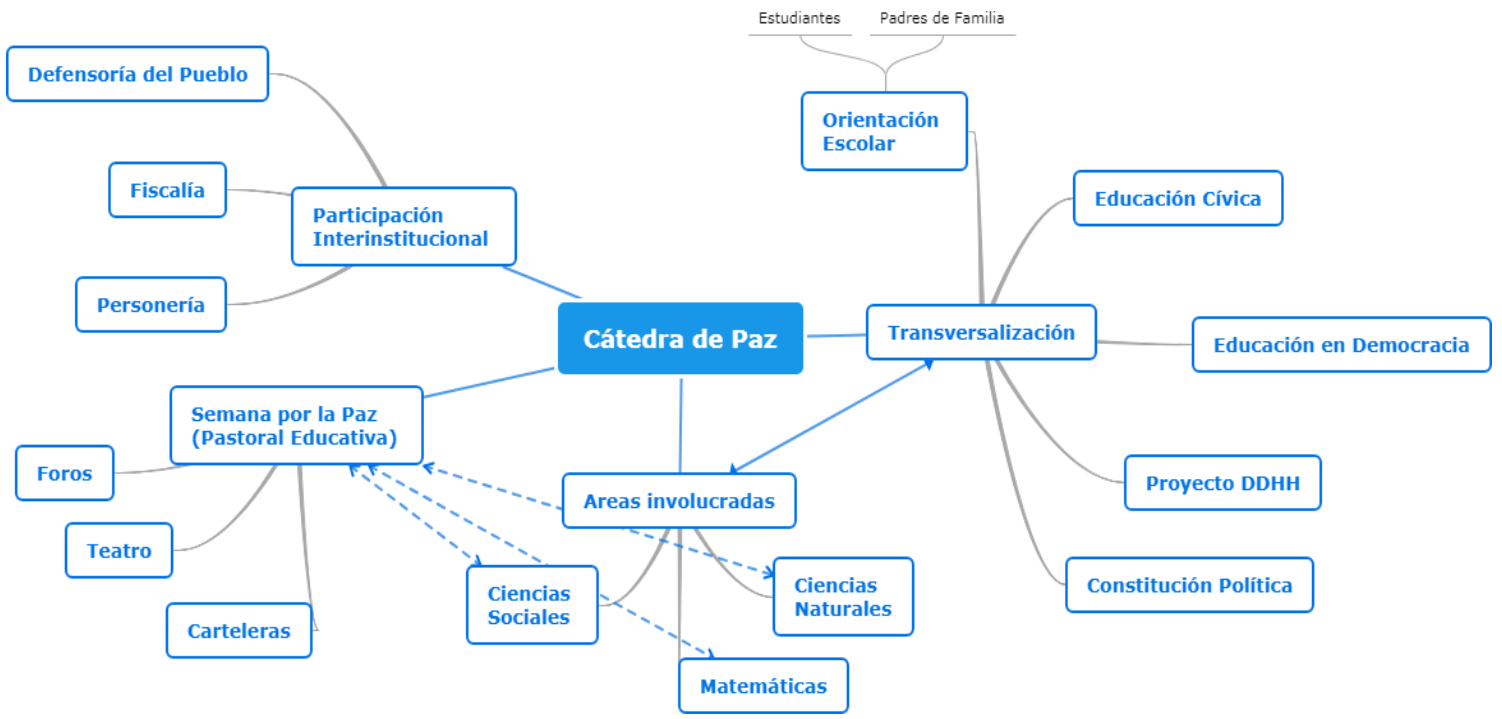 Estudiantes
Padres de Familia
Defensoría del Pueblo
Orientación
Escolar
Fiscalía
Educación Cívica
Participación
Interinstitucional
Personería
Cátedra de Paz
Transversalización
Educación en Democracia
Semana por la Paz
(Pastoral Educativa)
Foros
Areas involucradas
Proyecto DDHH
Teatro
Ciencias
Sociales
Ciencias
Naturales
Constitución Política
Carteleras
Matemáticas